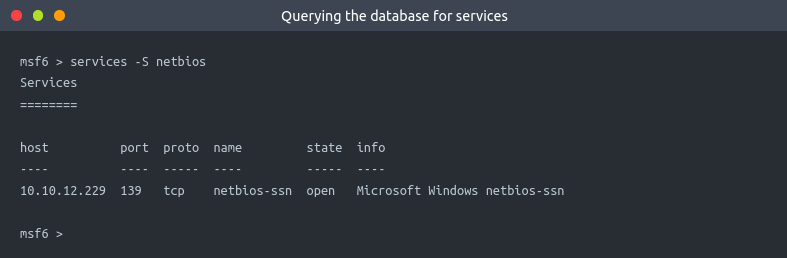 Querying the database for services
msf6 > services -S netbios
Services
========
host          port  proto  name         state  info
----          ----  -----  ----         -----  ----
10.10.12.229  139   tcp    netbios-ssn  open   Microsoft Windows netbios-ssn
msf6 >